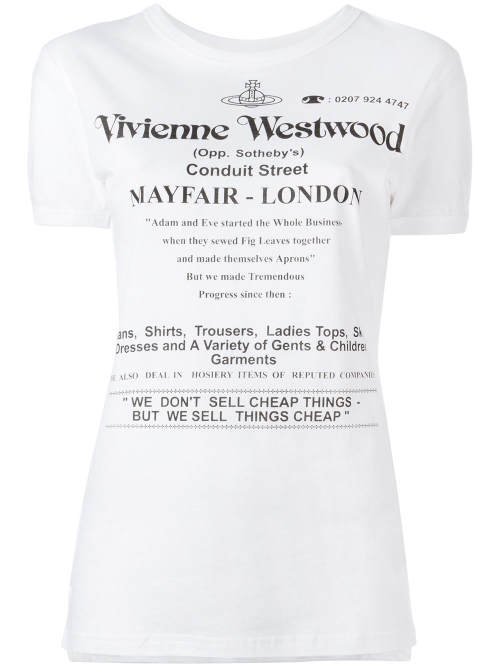 : 0207 924 4747
Vivienne Westwood
(Opp. Sotheby's)
Conduit Street
MAYFAIR - LONDON
"Adam and Eve started the Whole Business,
when they sewed Fig Leaves together
and made themselves Aprons"
But we made Tremendous
Progress since then :
Shirts, Trousers, Ladies Tops,
Dresses and A Variety of Gents &
Garments
ALSO DEAL IN HOSIERY ITEMS OF REPUTED
" WE DON'T SELL CHEAP THINGS -
BUT WE SELL THINGS CHEAP "